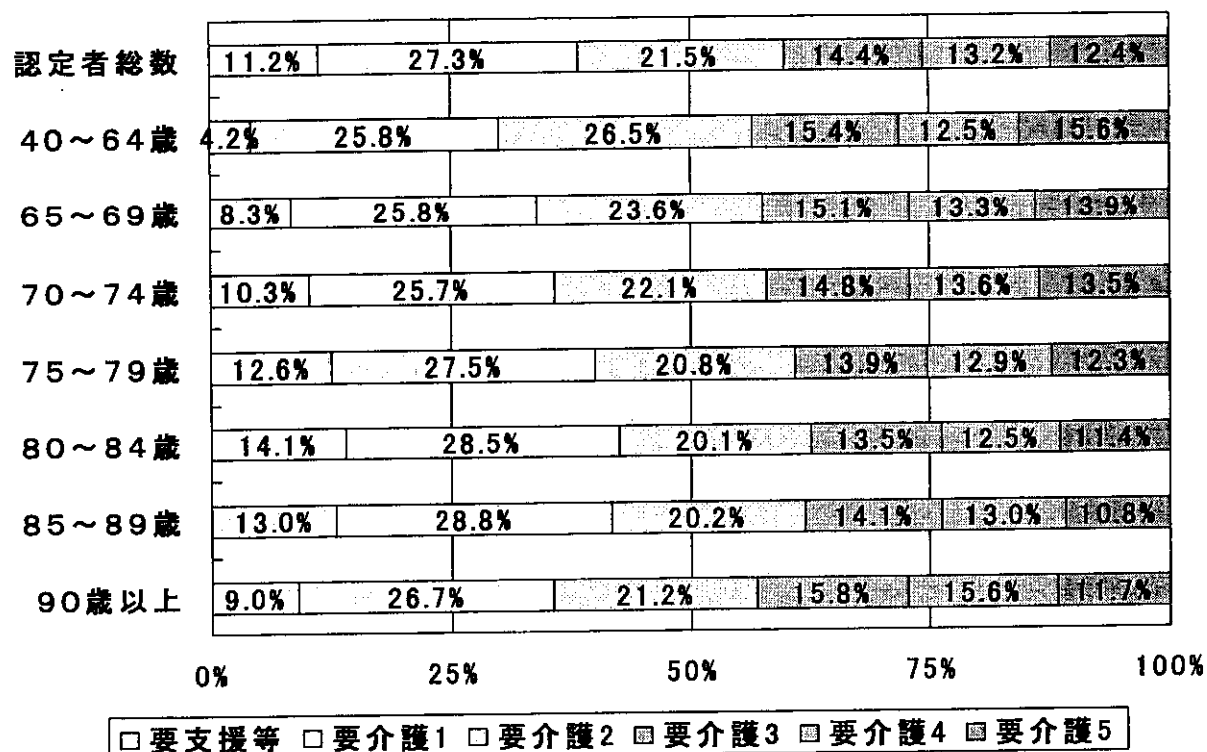 認定者総数 11.2% 27.3% 21.5% 14.4% 13.2% 12.4%
40～64歳 4.2% 25.8% 26.5% 15.4% 12.5% 15.6%
65～69歳 8.3% 25.8% 23.6% 15.1% 13.3% 13.9%
70～74歳 10.3% 25.7% 22.1% 14.8% 13.6% 13.5%
75～79歳 12.6% 27.5% 20.8% 13.9% 12.9% 12.3%
80～84歳 14.1% 28.5% 20.1% 13.5% 12.5% 11.4%
85～89歳 13.0% 28.8% 20.2% 14.1% 13.0% 10.8%
90歳以上 9.0% 26.7% 21.2% 15.8% 15.6% 11.7%
0% 25% 50% 75% 100%
要支援等 要介護1 要介護2 要介護3 要介護4 要介護5